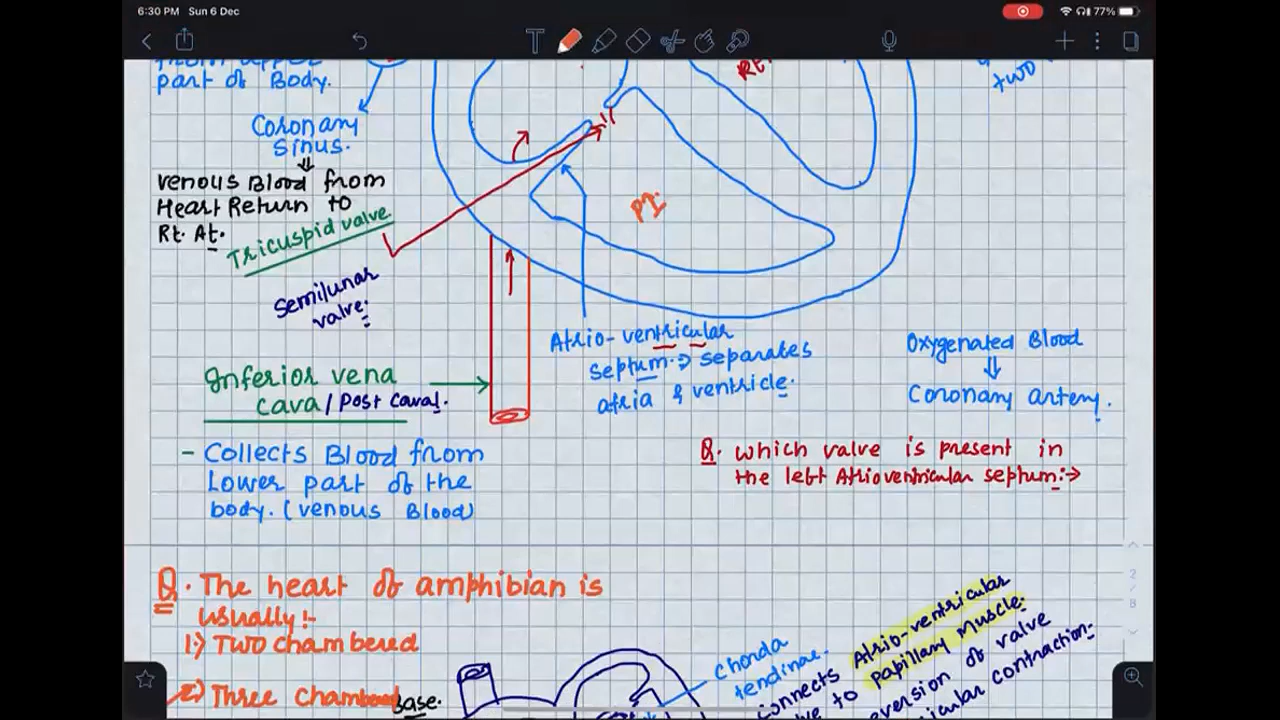 6:30 PM Sun 6 Dec
77%
part of Body.
two
Rt.
Coronary
Sinus.
⇓
venous Blood from
Heart Return to
Rt. At.
Tricuspid valve.
Semilunar
valve.
Atrio-ventricular
septum:⇒ separates
atria & ventricle.
Oxygenated Blood
⇓
Coronary artery.
Inferior vena
cava / Post Caval.
- Collects Blood from
Lower part of the
body. (venous Blood)
Q. which valve is present in
the left Atrioventricular septum:→
Q. The heart of amphibian is
usually:-
1.) Two chambered
2.) Three chambered
Base.
Chorda
tendinae.
connects
Atrio-ventricular
Papillary Muscle.
to
eversion of valve
contraction.
2
/
8